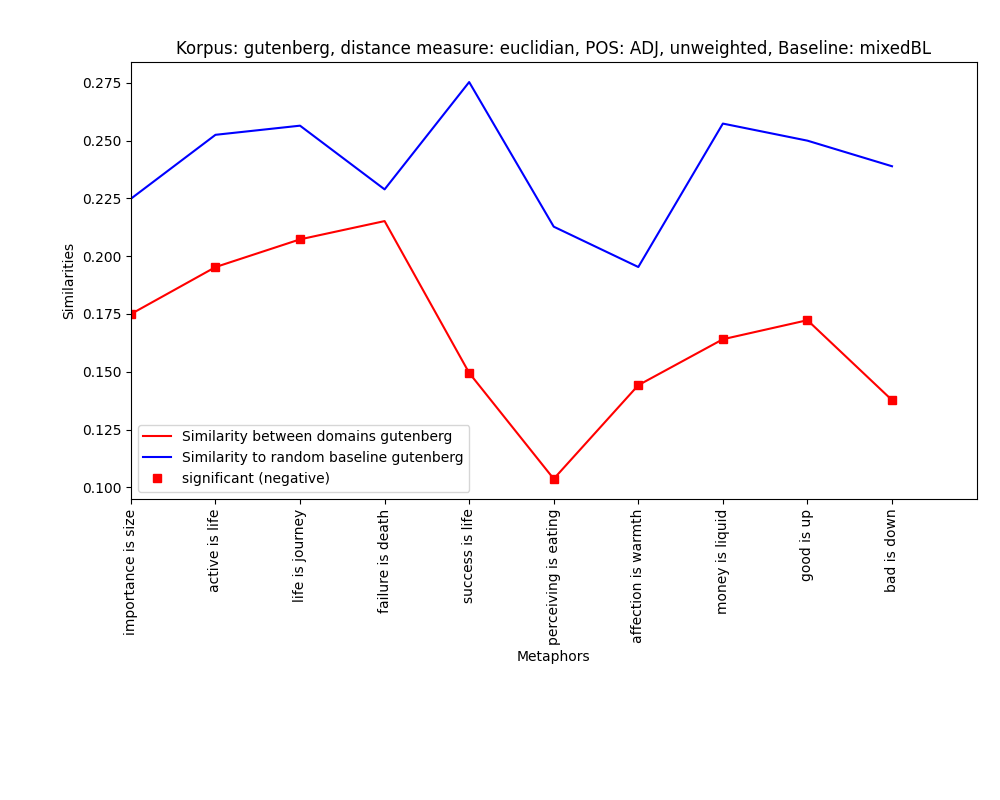 Korpus: gutenberg, distance measure: euclidian, POS: ADJ, unweighted, Baseline: mixedBL
0.275
0.250
0.225
0.200
0.175
0.150
0.125
0.100
Similarities
Similarity between domains gutenberg
Similarity to random baseline gutenberg
significant (negative)
importance is size
active is life
life is journey
failure is death
success is life
perceiving is eating
affection is warmth
money is liquid
good is up
bad is down
Metaphors